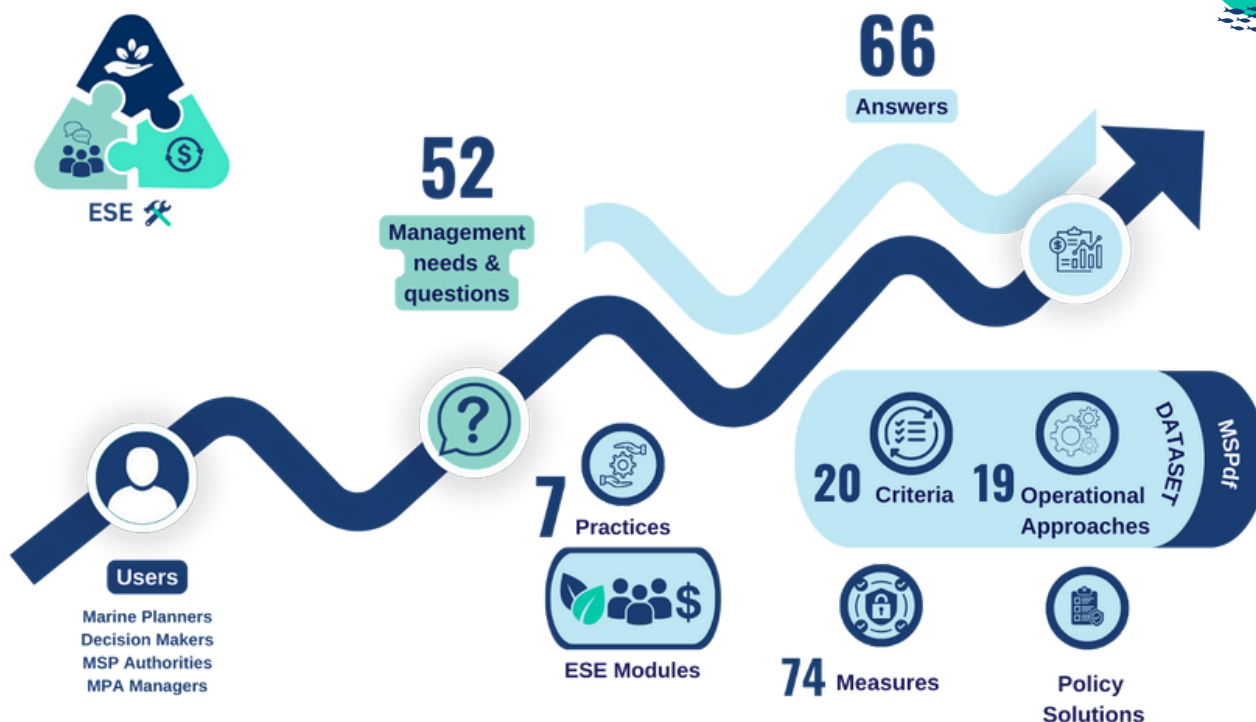 ESE
52
Management
needs &
questions
66
Answers
?
Users
Marine Planners
Decision Makers
MSP Authorities
MPA Managers
7 Practices
$
ESE Modules
20 Criteria
19 Operational
Approaches
DATASET
MSPdf
74 Measures
Policy
Solutions